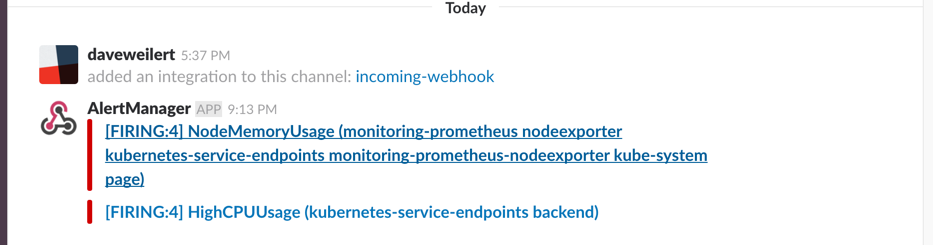 Today
daveweilert 5:37 PM
added an integration to this channel: incoming-webhook
AlertManager APP 9:13 PM
[FIRING:4] NodeMemoryUsage (monitoring-prometheus nodeexporter
kubernetes-service-endpoints monitoring-prometheus-nodeexporter kube-system
page)
[FIRING:4] HighCPUUsage (kubernetes-service-endpoints backend)